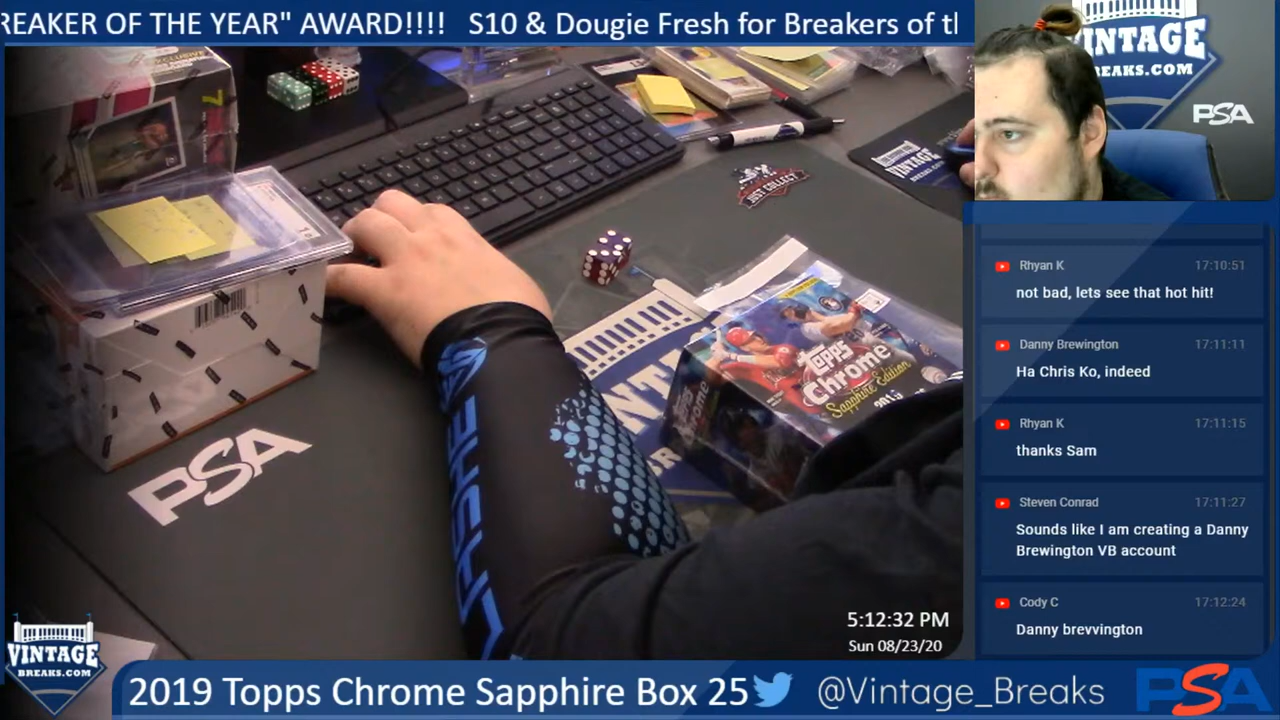 REAKER OF THE YEAR" AWARD!!!! S10 & Dougie Fresh for Breakers of tl
VINTAGE
BREAKS.COM
PSA
7
VINTAGE
JUST COLLECT
Topps
Chrome
Sapphire Edition
PSA
Rhyan K 17:10:51
not bad, lets see that hot hit!
Danny Brewington 17:11:11
Ha Chris Ko, indeed
Rhyan K 17:11:15
thanks Sam
Steven Conrad 17:11:27
Sounds like I am creating a Danny
Brewington VB account
Cody C 17:12:24
Danny brevvington
5:12:32 PM
Sun 08/23/20
VINTAGE
BREAKS.COM
2019 Topps Chrome Sapphire Box 25 @Vintage_Breaks PSA